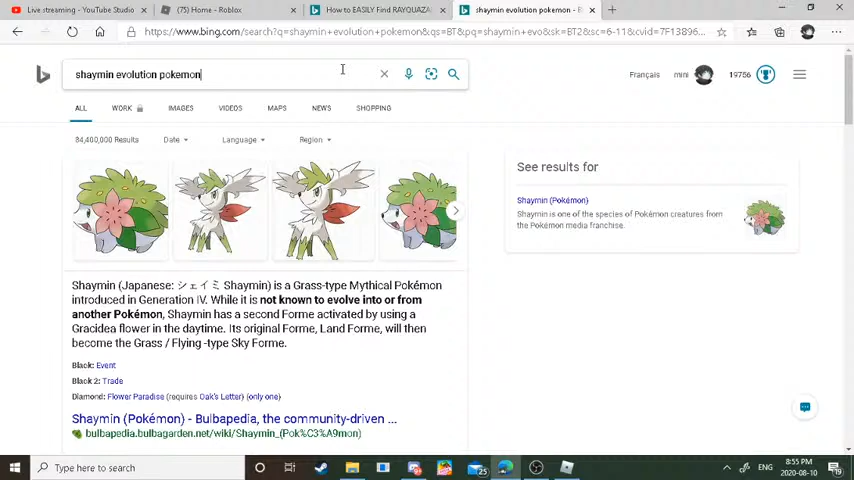 Live streaming - YouTube Studio
(75) Home - Roblox
How to EASILY Find RAYQUAZA
shaymin evolution pokemon - B
https://www.bing.com/search?q=shaymin+evolution+pokemon&qs=BT&pq=shaymin+evo&sk=BT2&sc=6-11&cvid=7F13896...
shaymin evolution pokemon
Français
mini
19756
ALL
WORK
IMAGES
VIDEOS
MAPS
NEWS
SHOPPING
84,400,000 Results
Date
Language
Region
See results for
Shaymin (Pokémon)
Shaymin is one of the species of Pokémon creatures from
the Pokémon media franchise.
Shaymin (Japanese: シェイミ Shaymin) is a Grass-type Mythical Pokémon
introduced in Generation IV. While it is not known to evolve into or from
another Pokémon, Shaymin has a second Forme activated by using a
Gracidea flower in the daytime. Its original Forme, Land Forme, will then
become the Grass / Flying -type Sky Forme.
Black: Event
Black 2: Trade
Diamond: Flower Paradise (requires Oak's Letter) (only one)
Shaymin (Pokémon) - Bulbapedia, the community-driven ...
bulbapedia.bulbagarden.net/wiki/Shaymin_(Pok%C3%A9mon)
Type here to search
25
ENG
8:55 PM
2020-08-10
19